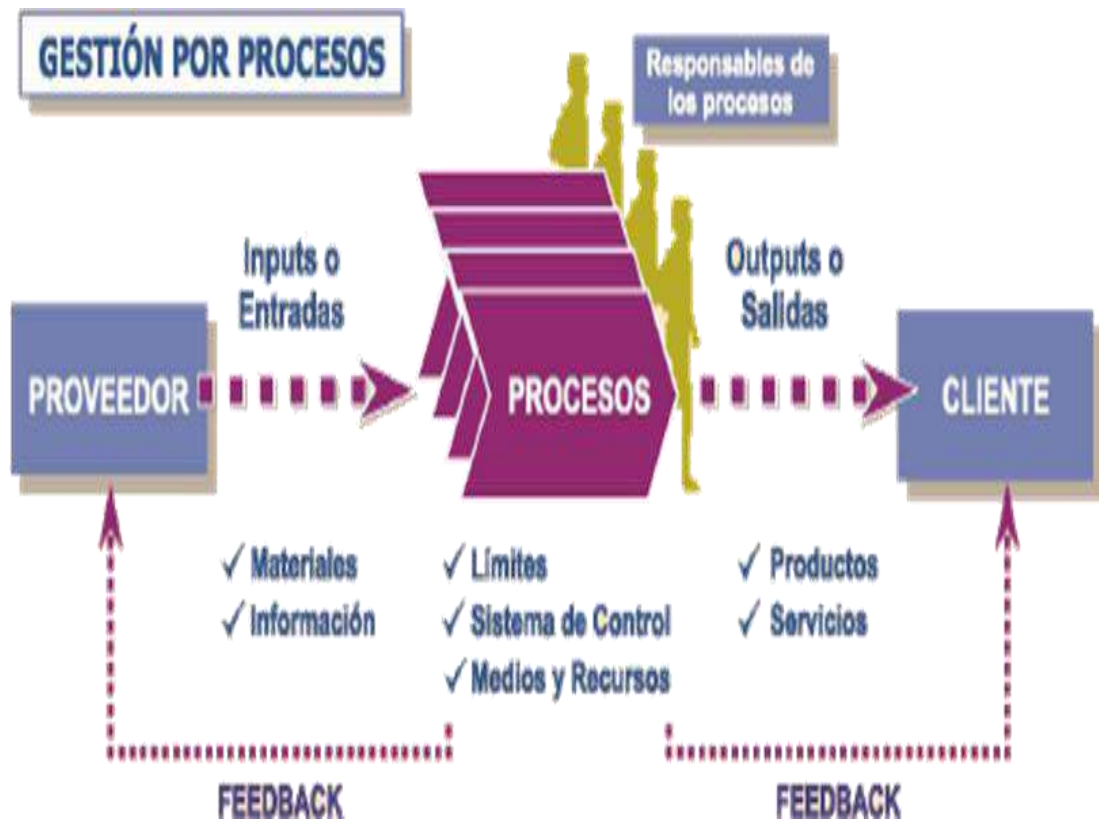 GESTIÓN POR PROCESOS
Responsables de
los procesos
Inputs o
Entradas
Outputs o
Salidas
PROVEEDOR
PROCESOS
CLIENTE
✓ Materiales
✓ Información
✓ Límites
✓ Sistema de Control
✓ Medios y Recursos
✓ Productos
✓ Servicios
FEEDBACK
FEEDBACK